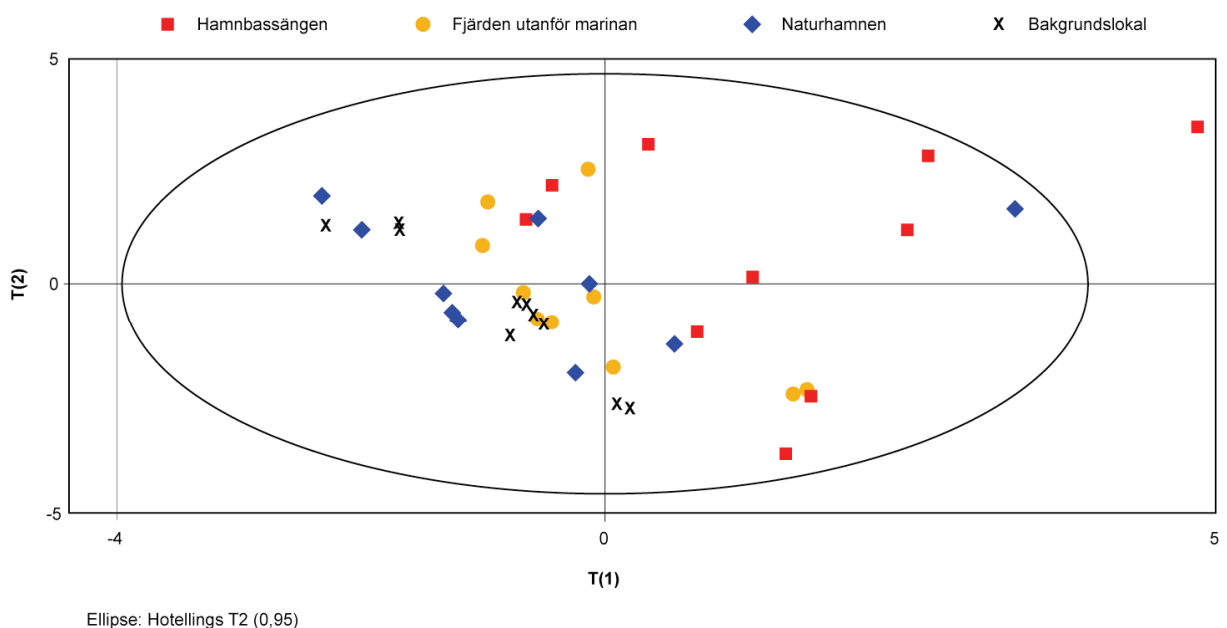 Hamnbassängen Fjärden utanför marinan Naturhamnen X Bakgrundslokal
5
T(2)
0
-5
-4 0 5
T(1)
Ellipse: Hotellings T2 (0,95)